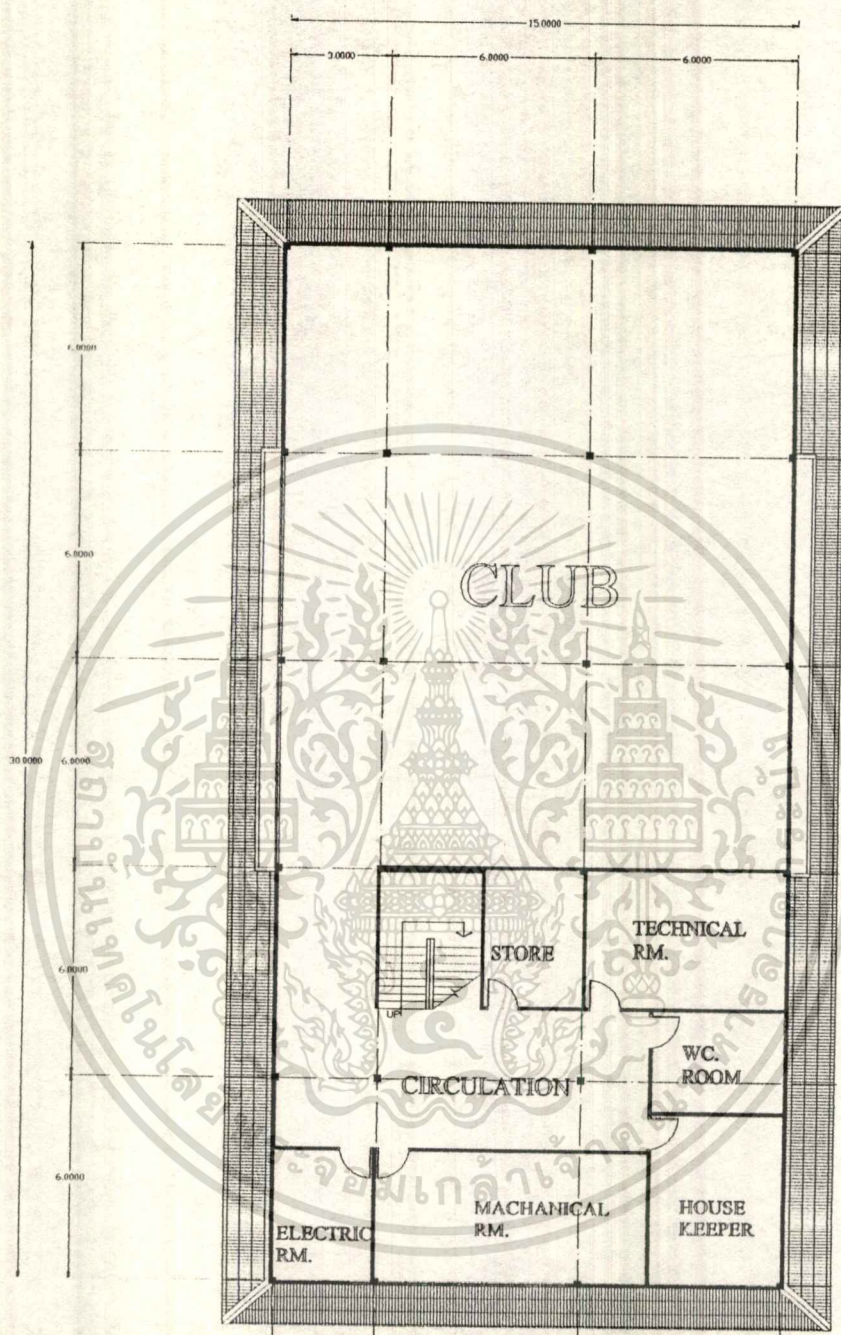 15.0000
3.0000
6.0000
6.0000
6.0000
6.0000
30.0000
6.0000
6.0000
6.0000
CLUB
STORE
TECHNICAL
RM.
UP
WC.
ROOM
CIRCULATION
ELECTRIC
RM.
MACHANICAL
RM.
HOUSE
KEEPER